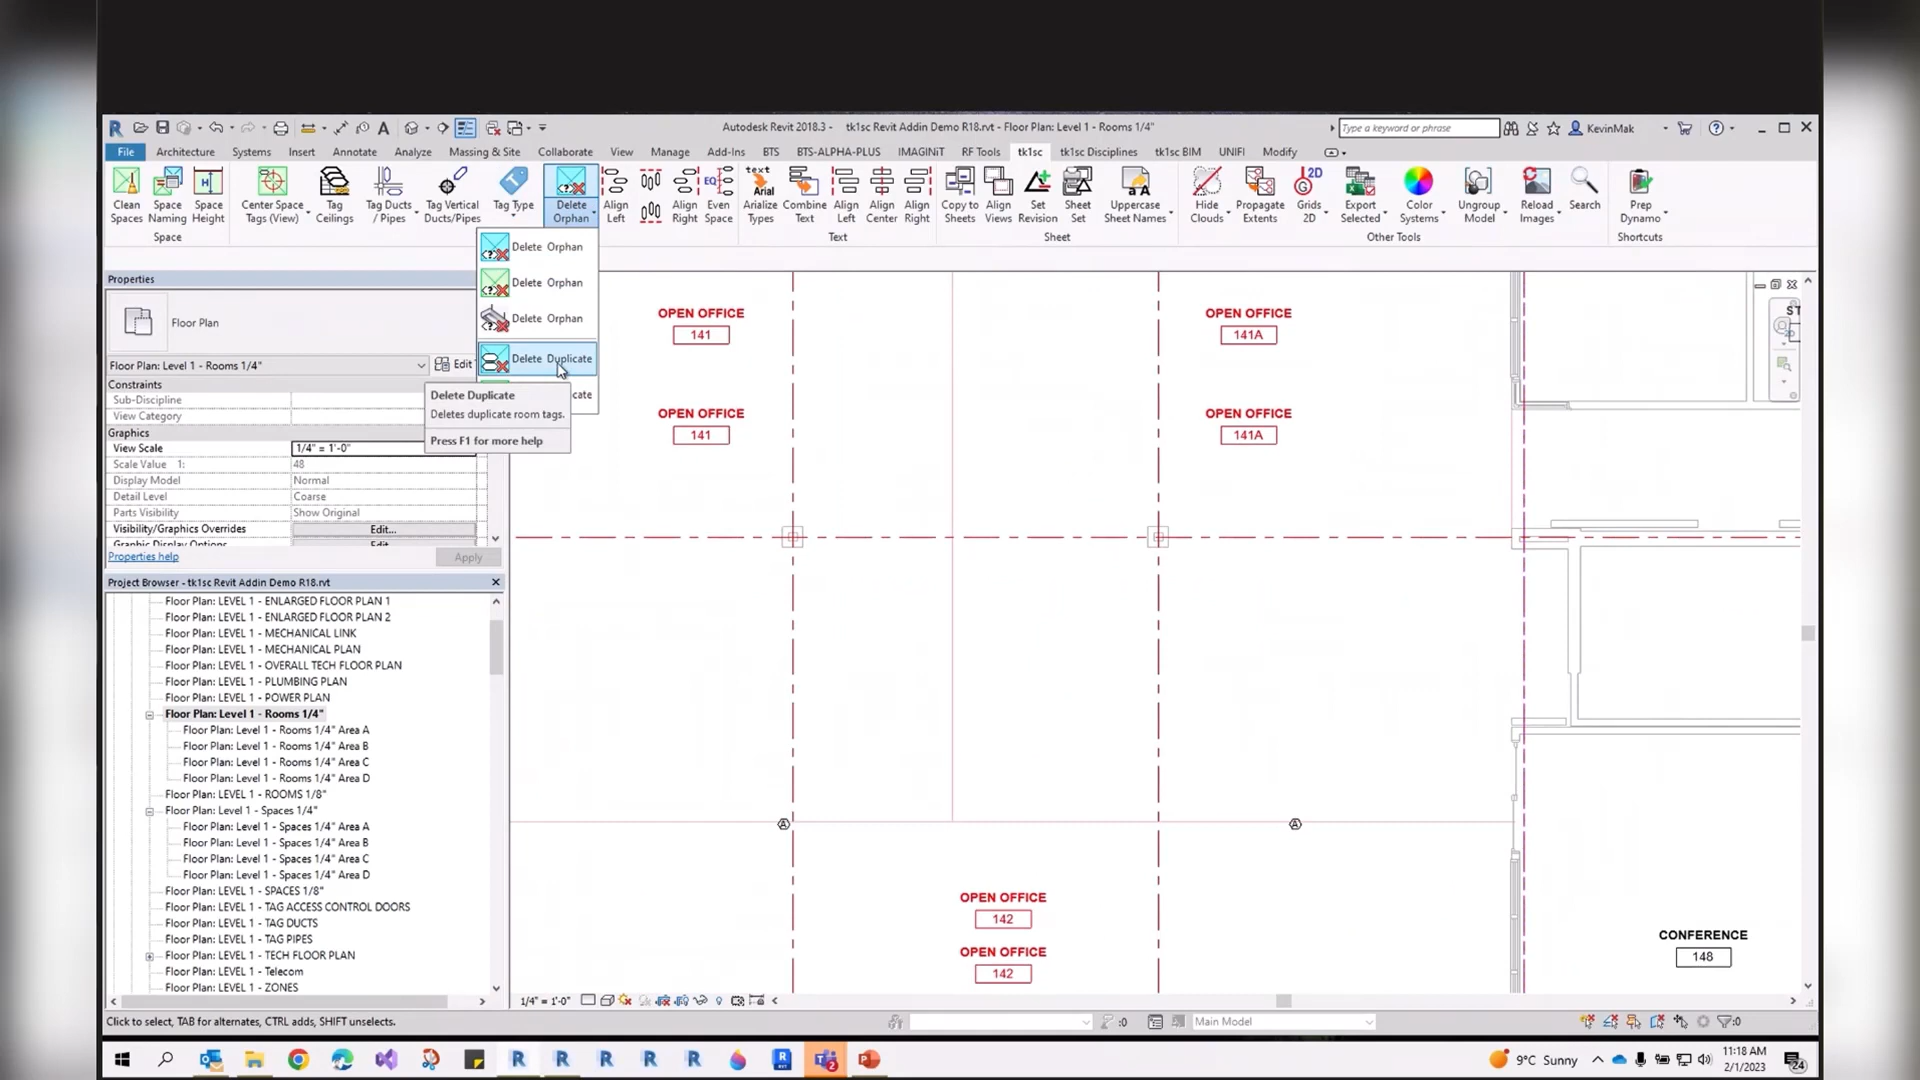 Autodesk Revit 2018.3 - tk1sc Revit Addin Demo R18.rvt - Floor Plan: Level 1 - Rooms 1/4"
Type a keyword or phrase
KevinMak
File Architecture Systems Insert Annotate Analyze Massing & Site Collaborate View Manage Add-Ins BTS BTS-ALPHA-PLUS IMAGINiT RF Tools tk1sc tk1sc Disciplines tk1sc BIM UNIFI Modify
Clean Spaces
Space Naming
Space Height
Center Space Tags (View)
Tag Ceilings
Tag Ducts / Pipes
Tag Vertical Ducts/Pipes
Tag Type
Delete Orphan
Align Left
Align Right
Even Space
Arialize Types
Combine Text
Align Left
Align Center
Align Right
Copy to Sheets
Align Views
Set Revision
Sheet Set
Uppercase Sheet Names
Hide Clouds
Propagate Extents
Grids 2D
Export Selected
Color Systems
Ungroup Model
Reload Images
Search
Prep Dynamo
Space
Text
Sheet
Other Tools
Shortcuts
Delete Orphan
Delete Orphan
Delete Orphan
Delete Duplicate
cate
Delete Duplicate
Deletes duplicate room tags.
Press F1 for more help
Properties
Floor Plan
Floor Plan: Level 1 - Rooms 1/4"
Edit
Constraints
Sub-Discipline
View Category
Graphics
View Scale 1/4" = 1'-0"
Scale Value 1: 48
Display Model Normal
Detail Level Coarse
Parts Visibility Show Original
Visibility/Graphics Overrides Edit...
Graphic Display Options Edit
Properties help
Apply
Project Browser - tk1sc Revit Addin Demo R18.rvt
Floor Plan: LEVEL 1 - ENLARGED FLOOR PLAN 1
Floor Plan: LEVEL 1 - ENLARGED FLOOR PLAN 2
Floor Plan: LEVEL 1 - MECHANICAL LINK
Floor Plan: LEVEL 1 - MECHANICAL PLAN
Floor Plan: LEVEL 1 - OVERALL TECH FLOOR PLAN
Floor Plan: LEVEL 1 - PLUMBING PLAN
Floor Plan: LEVEL 1 - POWER PLAN
Floor Plan: Level 1 - Rooms 1/4"
Floor Plan: Level 1 - Rooms 1/4" Area A
Floor Plan: Level 1 - Rooms 1/4" Area B
Floor Plan: Level 1 - Rooms 1/4" Area C
Floor Plan: Level 1 - Rooms 1/4" Area D
Floor Plan: LEVEL 1 - ROOMS 1/8"
Floor Plan: Level 1 - Spaces 1/4"
Floor Plan: Level 1 - Spaces 1/4" Area A
Floor Plan: Level 1 - Spaces 1/4" Area B
Floor Plan: Level 1 - Spaces 1/4" Area C
Floor Plan: Level 1 - Spaces 1/4" Area D
Floor Plan: LEVEL 1 - SPACES 1/8"
Floor Plan: LEVEL 1 - TAG ACCESS CONTROL DOORS
Floor Plan: LEVEL 1 - TAG DUCTS
Floor Plan: LEVEL 1 - TAG PIPES
Floor Plan: LEVEL 1 - TECH FLOOR PLAN
Floor Plan: LEVEL 1 - Telecom
Floor Plan: LEVEL 1 - ZONES
OPEN OFFICE
141
OPEN OFFICE
141A
OPEN OFFICE
141
OPEN OFFICE
141A
ST
A
A
OPEN OFFICE
142
OPEN OFFICE
142
CONFERENCE
148
1/4" = 1'-0"
Click to select, TAB for alternates, CTRL adds, SHIFT unselects.
:0
Main Model
:0
9°C Sunny
11:18 AM
2/1/2023
24